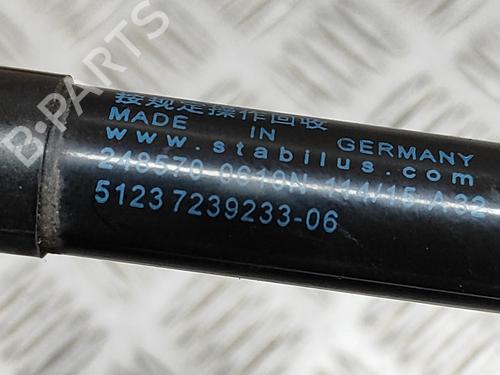 按规定操作回收
MADE IN GERMANY
www.stabilus.com
248570 0610N 114/15 A32
51237239233-06
B-PARTS